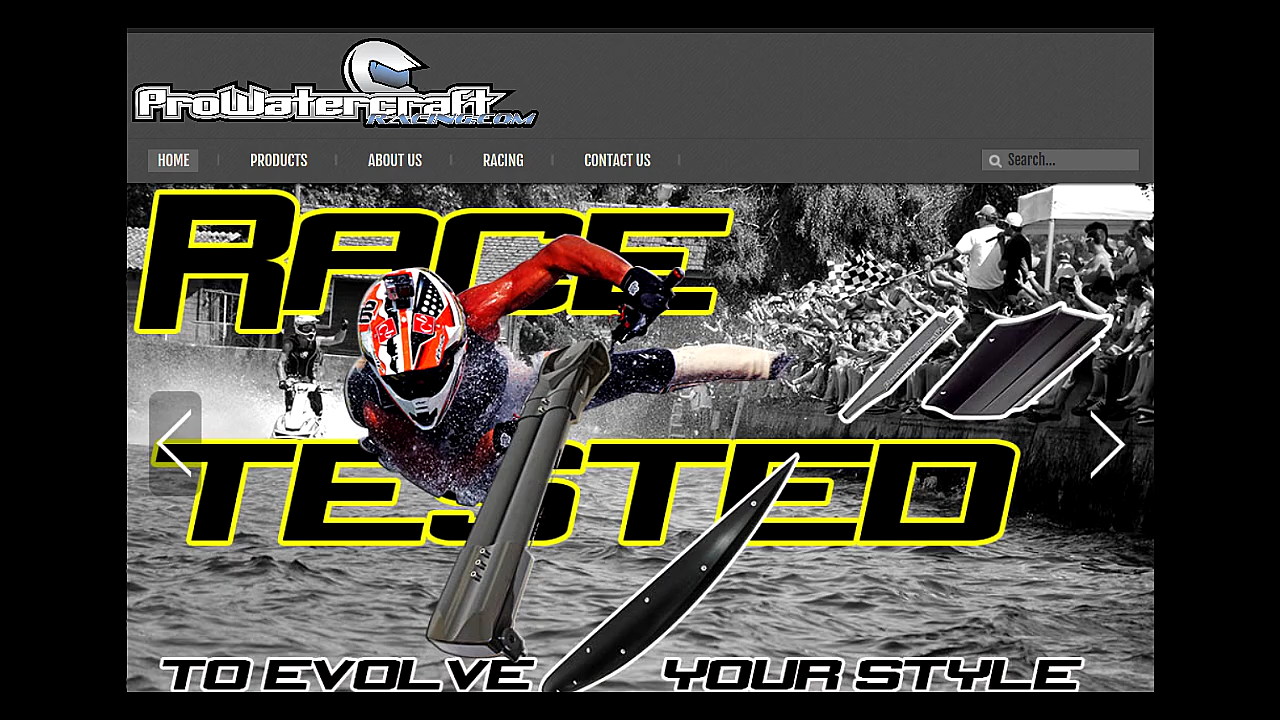 ProWatercraft
RACING.COM
HOME PRODUCTS ABOUT US RACING CONTACT US Search...
RACE
TESTED
TO EVOLVE YOUR STYLE